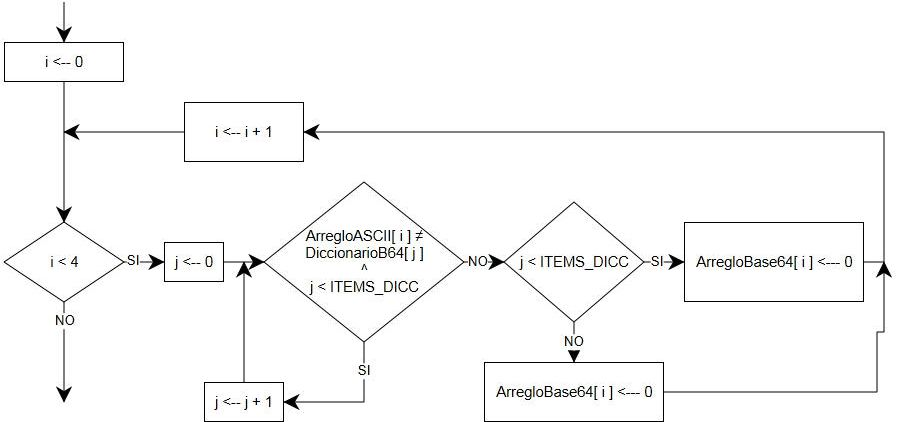 i <-- 0
i <-- i + 1
i < 4
SI
j <-- 0
ArregloASCII[ i ] ≠
DiccionarioB64[ j ]
^
j < ITEMS_DICC
NO
j < ITEMS_DICC
SI
ArregloBase64[ i ] <--- 0
NO
SI
NO
j <-- j + 1
ArregloBase64[ i ] <--- 0